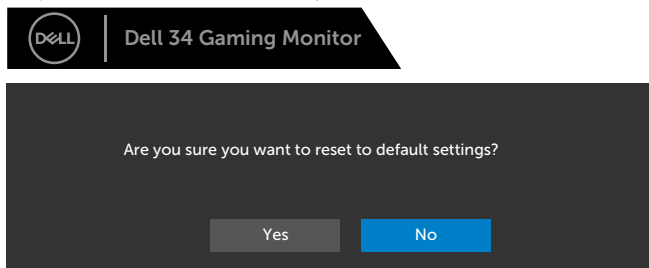 DELL
Dell 34 Gaming Monitor
Are you sure you want to reset to default settings?
Yes No